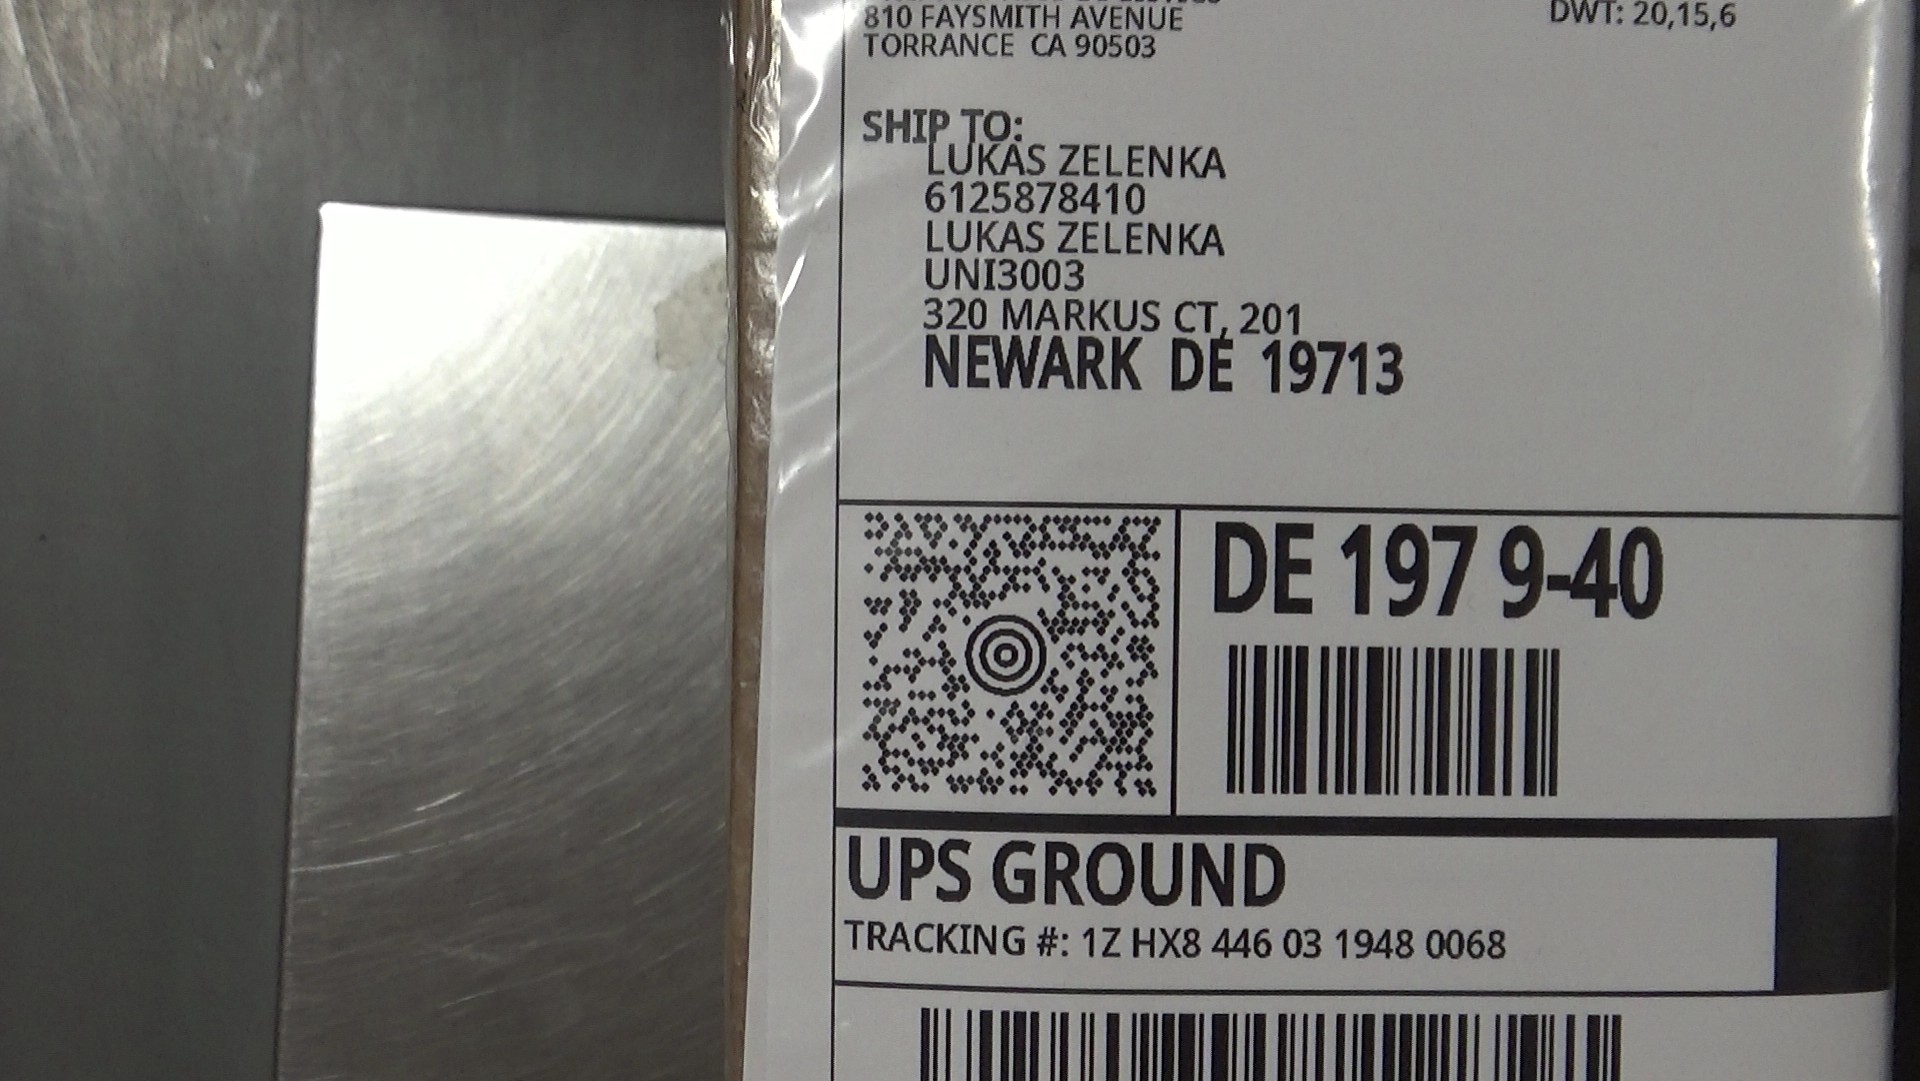 810 FAYSMITH AVENUE
TORRANCE CA 90503
DWT: 20,15,6
SHIP TO:
LUKAS ZELENKA
6125878410
LUKAS ZELENKA
UNI3003
320 MARKUS CT, 201
NEWARK DE 19713
DE 197 9-40
UPS GROUND
TRACKING #: 1Z HX8 446 03 1948 0068